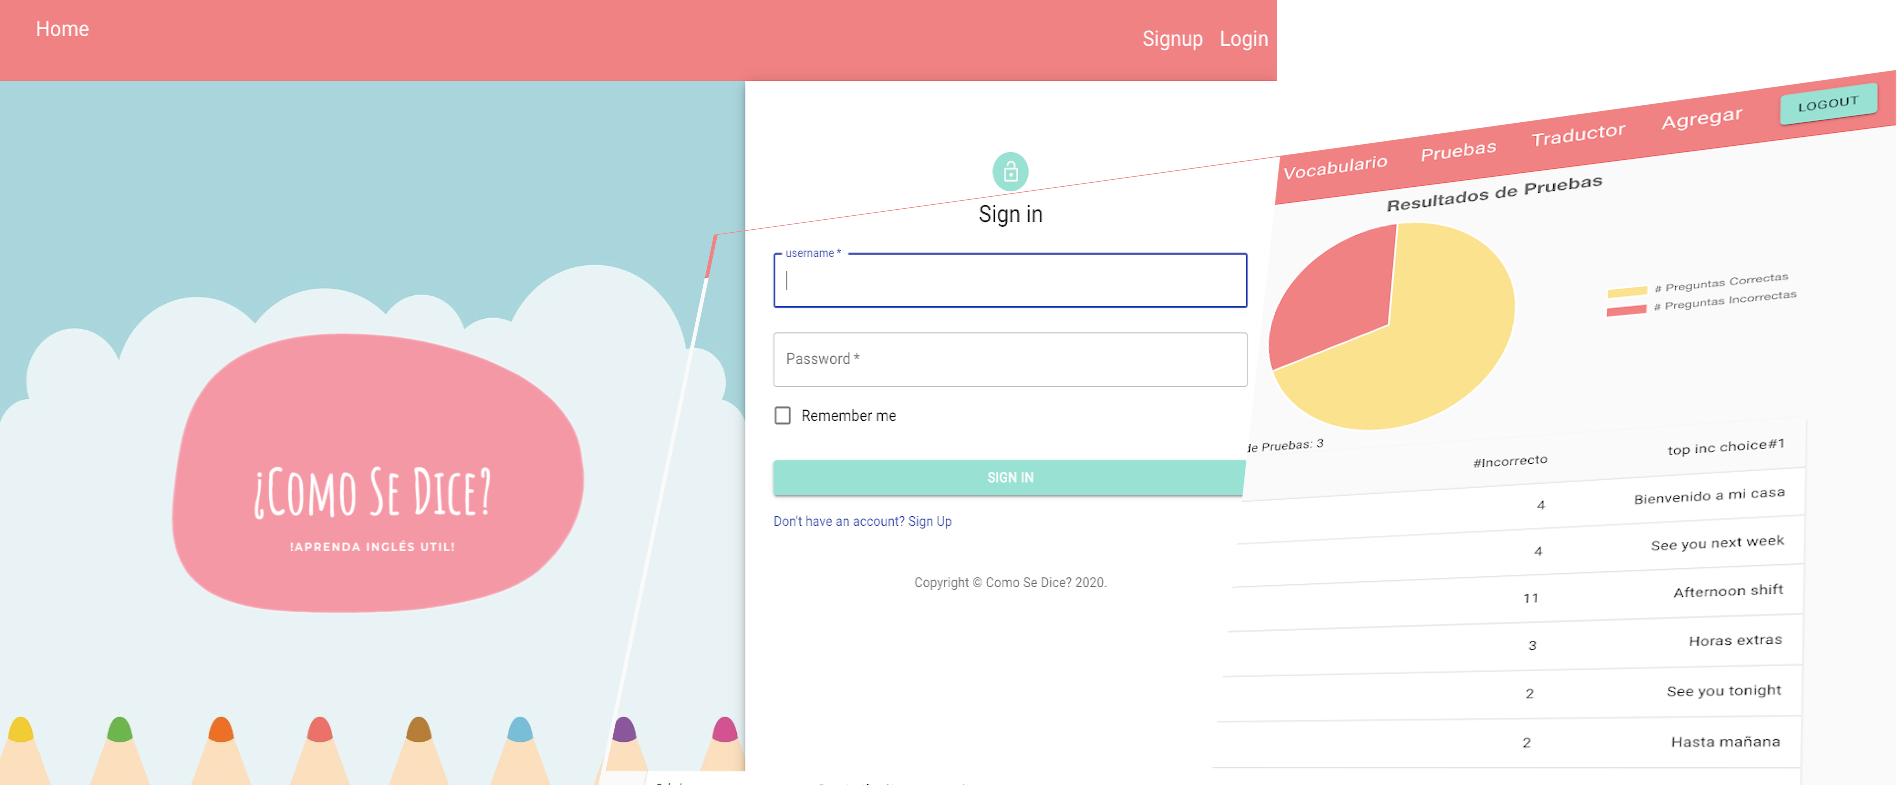 Home
Signup Login
¿Como Se Dice?
!APRENDA INGLÉS UTIL!
Sign in
username *
Password *
Remember me
SIGN IN
Don't have an account? Sign Up
Copyright © Como Se Dice? 2020.
Vocabulario Pruebas Traductor Agregar LOGOUT
Resultados de Pruebas
# Preguntas Correctas
# Preguntas Incorrectas
de Pruebas: 3
#Incorrecto top inc choice#1
4 Bienvenido a mi casa
4 See you next week
11 Afternoon shift
3 Horas extras
2 See you tonight
2 Hasta mañana